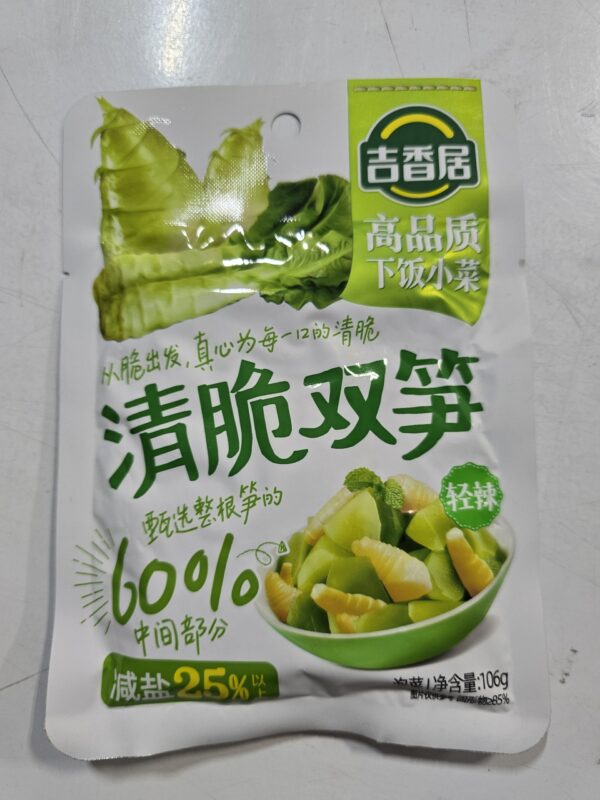 吉香居
高品质
下饭小菜
从脆出发,真心为每一口的清脆
清脆双笋
轻辣
甄选整根笋的
60%
中间部分
减盐25%以上
泡菜 / 净含量:106g